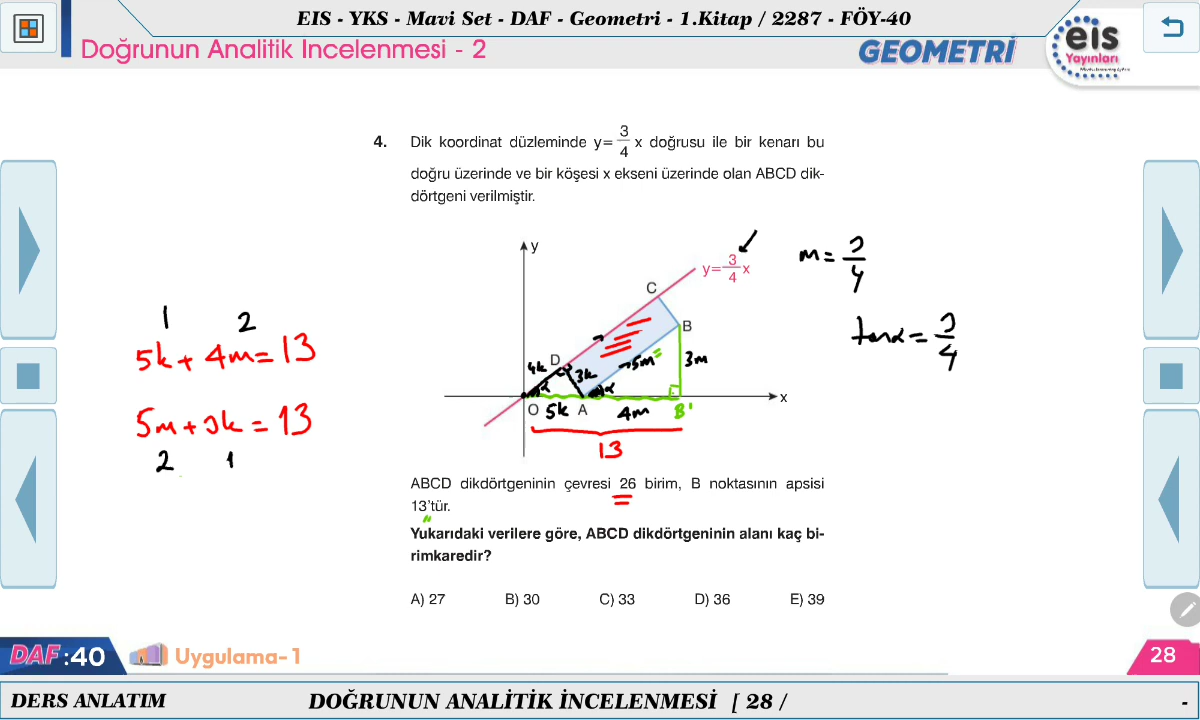 EIS - YKS - Mavi Set - DAF - Geometri - 1.Kitap / 2287 - FÖY-40
Doğrunun Analitik İncelenmesi - 2
GEOMETRİ
eis
Yayınları
4. Dik koordinat düzleminde y= 3/4 x doğrusu ile bir kenarı bu
doğru üzerinde ve bir köşesi x ekseni üzerinde olan ABCD dik-
dörtgeni verilmiştir.
y
y= 3/4 x
m = 3/4
C
1 2
B
tanα = 3/4
5k + 4m = 13
D
4k 3k 5m 3m
α α
x
O 5k A 4m B'
5m + 3k = 13
13
2 1
ABCD dikdörtgeninin çevresi 26 birim, B noktasının apsisi
13'tür.
Yukarıdaki verilere göre, ABCD dikdörtgeninin alanı kaç bi-
rimkaredir?
A) 27 B) 30 C) 33 D) 36 E) 39
DAF :40
Uygulama-1
28
DERS ANLATIM
DOĞRUNUN ANALİTİK İNCELENMESİ [ 28 /
-